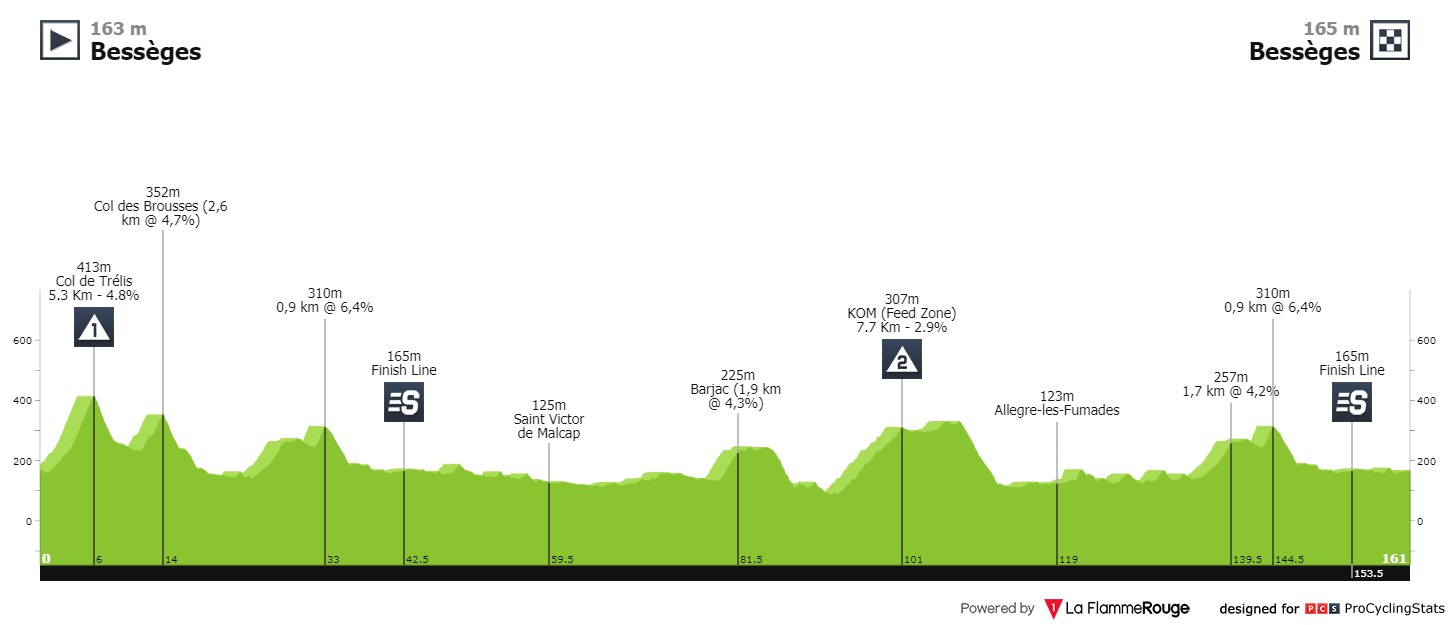 163 m
Bessèges
165 m
Bessèges
352m
Col des Brousses (2,6
km @ 4,7%)
413m
Col de Trélis
5.3 Km - 4.8%
1
310m
0,9 km @ 6,4%
165m
Finish Line
S
125m
Saint Victor
de Malcap
225m
Barjac (1,9 km
@ 4,3%)
307m
KOM (Feed Zone)
7.7 Km - 2.9%
2
123m
Allegre-les-Fumades
257m
1,7 km @ 4,2%
310m
0,9 km @ 6,4%
165m
Finish Line
S
600
400
200
0
600
400
200
0
0
6
14
33
42.5
59.5
81.5
101
119
139.5
144.5
161
153.5
Powered by 1 La FlammeRouge designed for PCS ProCyclingStats